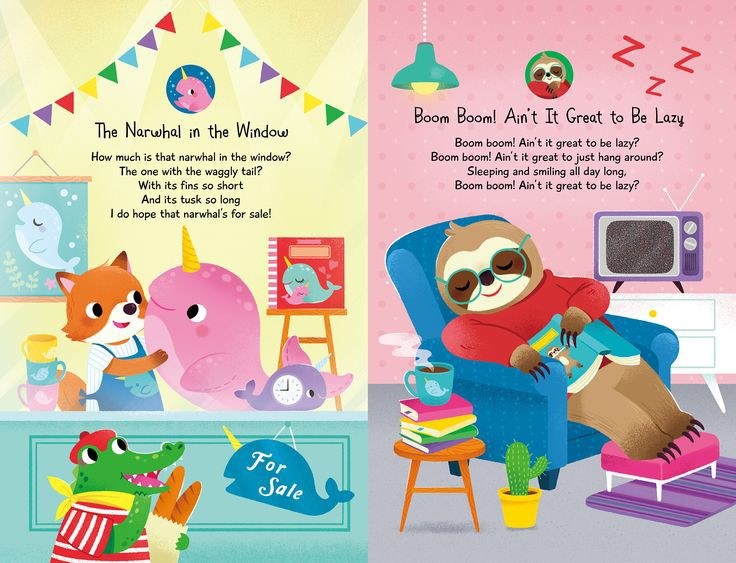 The Narwhal in the Window
How much is that narwhal in the window?
The one with the waggly tail?
With its fins so short
And its tusk so long
I do hope that narwhal's for sale!
For
Sale
Z
Z
Z
Boom Boom! Ain't It Great to Be Lazy
Boom boom! Ain't it great to be lazy?
Boom boom! Ain't it great to just hang around?
Sleeping and smiling all day long,
Boom boom! Ain't it great to be lazy?